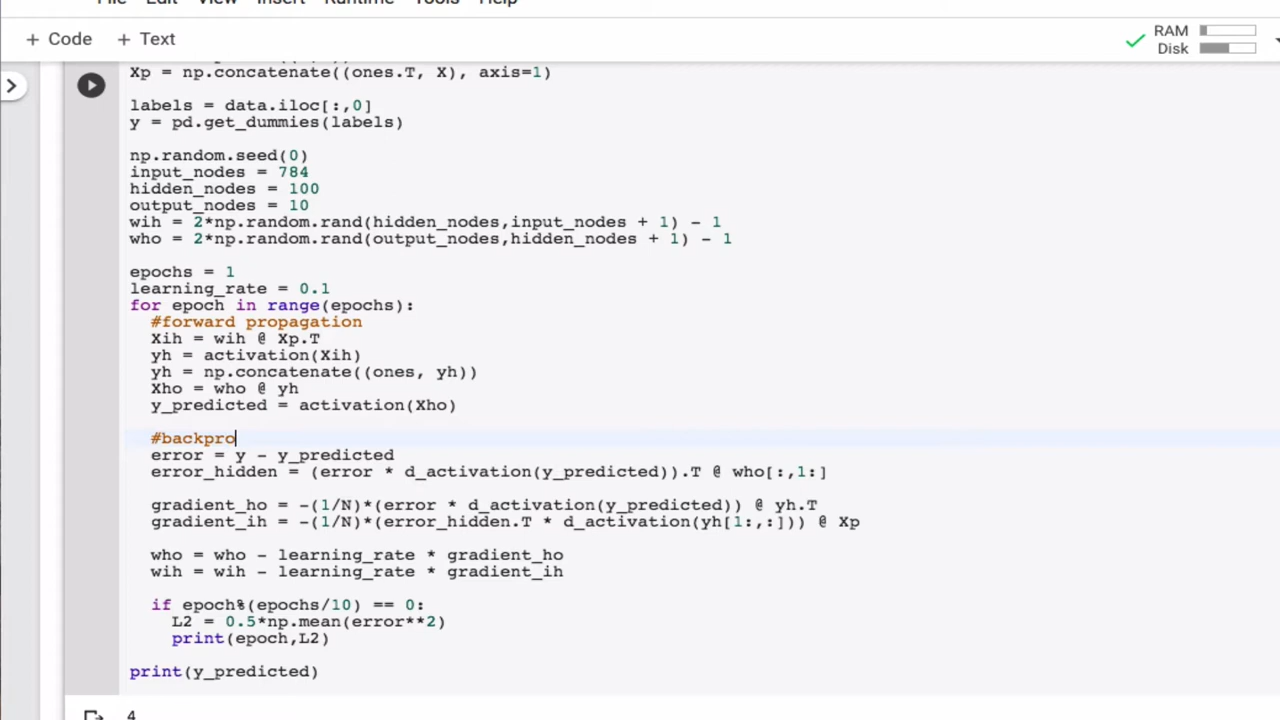 File Edit View Insert Runtime Tools Help
+ Code + Text
RAM
Disk
Xp = np.concatenate((ones.T, X), axis=1)
labels = data.iloc[:,0]
y = pd.get_dummies(labels)
np.random.seed(0)
input_nodes = 784
hidden_nodes = 100
output_nodes = 10
wih = 2*np.random.rand(hidden_nodes,input_nodes + 1) - 1
who = 2*np.random.rand(output_nodes,hidden_nodes + 1) - 1
epochs = 1
learning_rate = 0.1
for epoch in range(epochs):
#forward propagation
Xih = wih @ Xp.T
yh = activation(Xih)
yh = np.concatenate((ones, yh))
Xho = who @ yh
y_predicted = activation(Xho)
#backpro
error = y - y_predicted
error_hidden = (error * d_activation(y_predicted)).T @ who[:,1:]
gradient_ho = -(1/N)*(error * d_activation(y_predicted)) @ yh.T
gradient_ih = -(1/N)*(error_hidden.T * d_activation(yh[1:,:])) @ Xp
who = who - learning_rate * gradient_ho
wih = wih - learning_rate * gradient_ih
if epoch%(epochs/10) == 0:
L2 = 0.5*np.mean(error**2)
print(epoch,L2)
print(y_predicted)
4